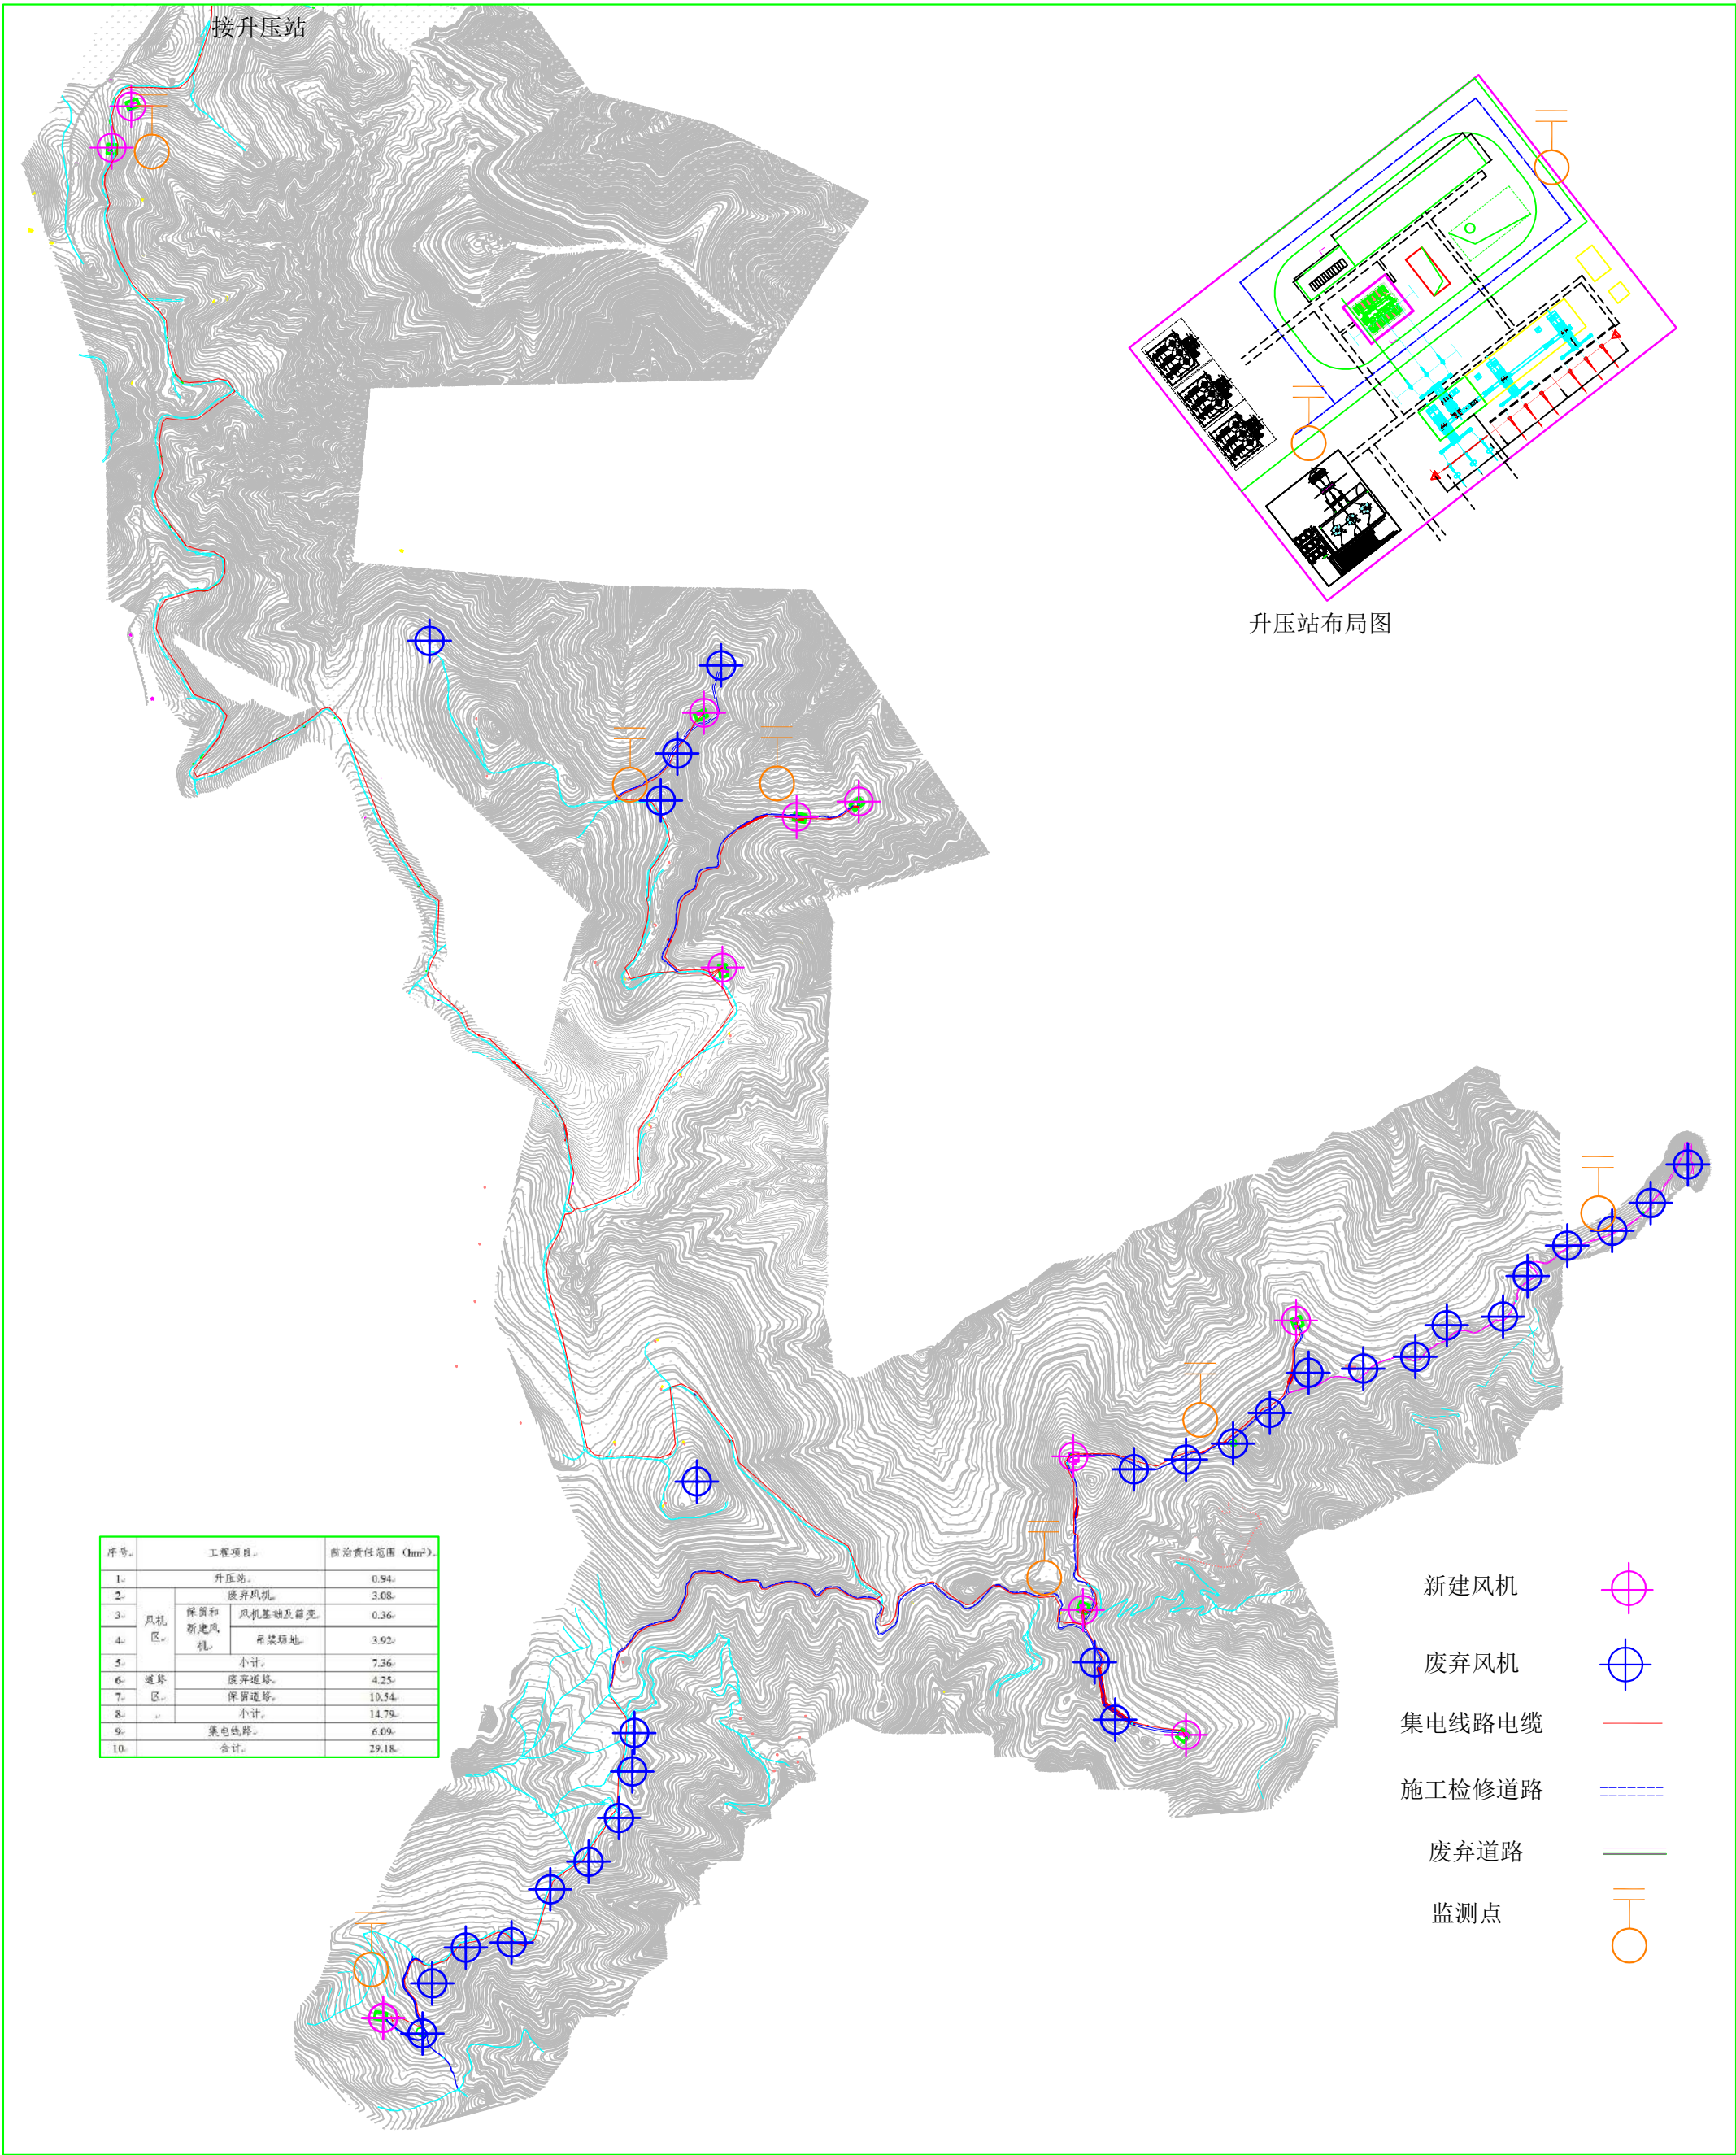 接升压站
升压站布局图
序号 工程项目 防治责任范围（hm²）
1 升压站 0.94
2 风机区 废弃风机 3.08
3 保留和新建风机 风机基础及箱变 0.36
4 吊装场地 3.92
5 小计 7.36
6 道路区 废弃道路 4.25
7 保留道路 10.54
8 小计 14.79
9 集电线路 6.09
10 合计 29.18
新建风机
废弃风机
集电线路电缆
施工检修道路
废弃道路
监测点